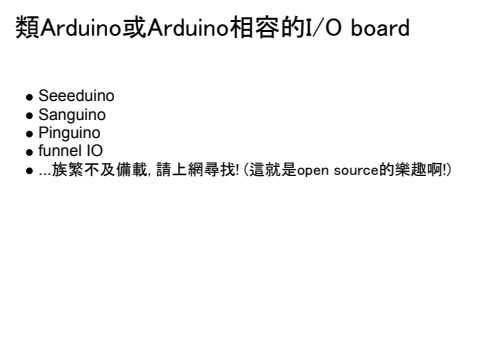 類Arduino或Arduino相容的I/O board
● Seeeduino
● Sanguino
● Pinguino
● funnel IO
● ...族繁不及備載, 請上網尋找! (這就是open source的樂趣啊!)